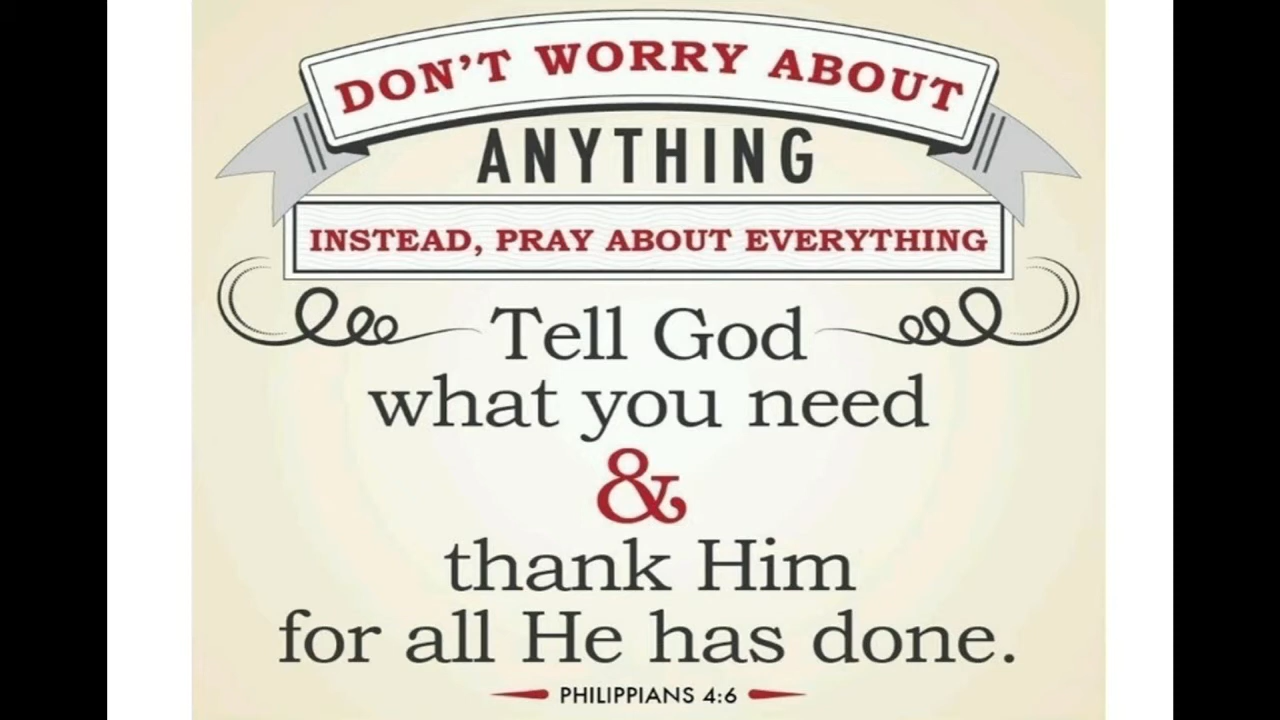 DON'T WORRY ABOUT
ANYTHING
INSTEAD, PRAY ABOUT EVERYTHING
Tell God
what you need
&
thank Him
for all He has done.
PHILIPPIANS 4:6